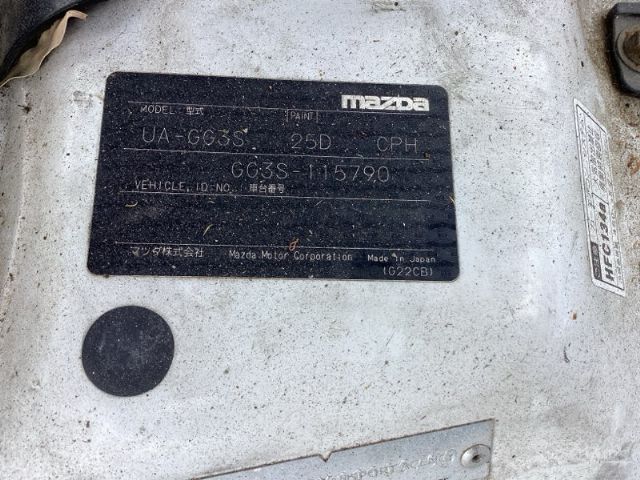 mazda
MODEL 型式 PAINT
UA-GG3S 25D CPH
GG3S-115790
VEHICLE, ID NO. 車台番号
マツダ株式会社 Mazda Motor Corporation Made in Japan
(G22CB)
HFC134a